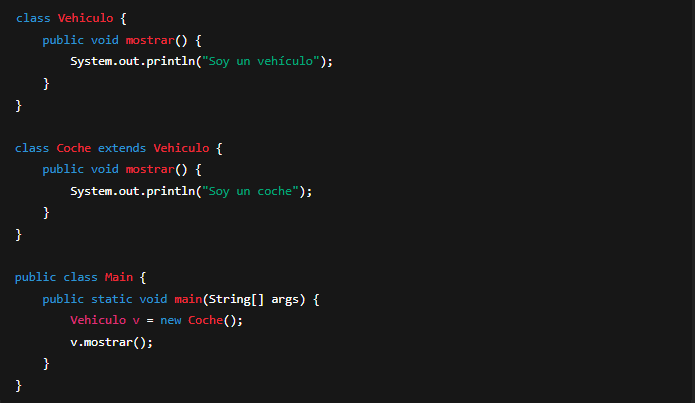 class Vehiculo {
    public void mostrar() {
        System.out.println("Soy un vehículo");
    }
}

class Coche extends Vehiculo {
    public void mostrar() {
        System.out.println("Soy un coche");
    }
}

public class Main {
    public static void main(String[] args) {
        Vehiculo v = new Coche();
        v.mostrar();
    }
}